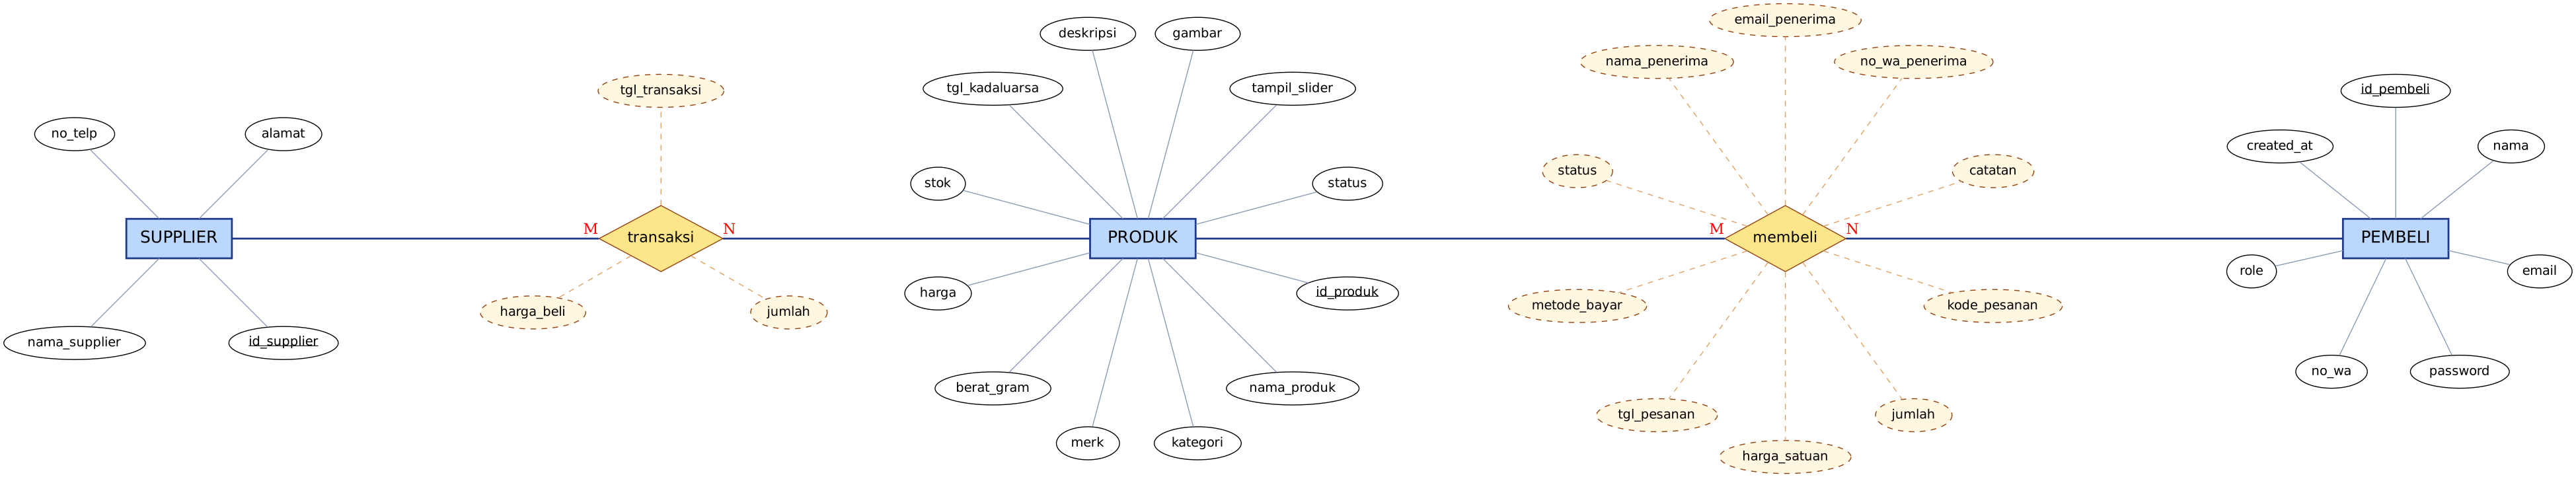 email_penerima
deskripsi
gambar
nama_penerima
no_wa_penerima
tgl_kadaluarsa
tampil_slider
tgl_transaksi
id_pembeli
no_telp
alamat
created_at
nama
status
catatan
stok
status
SUPPLIER
M
transaksi
N
PRODUK
M
membeli
N
PEMBELI
role
email
harga
id_produk
metode_bayar
kode_pesanan
harga_beli
jumlah
nama_supplier
id_supplier
no_wa
password
berat_gram
nama_produk
tgl_pesanan
jumlah
merk
kategori
harga_satuan